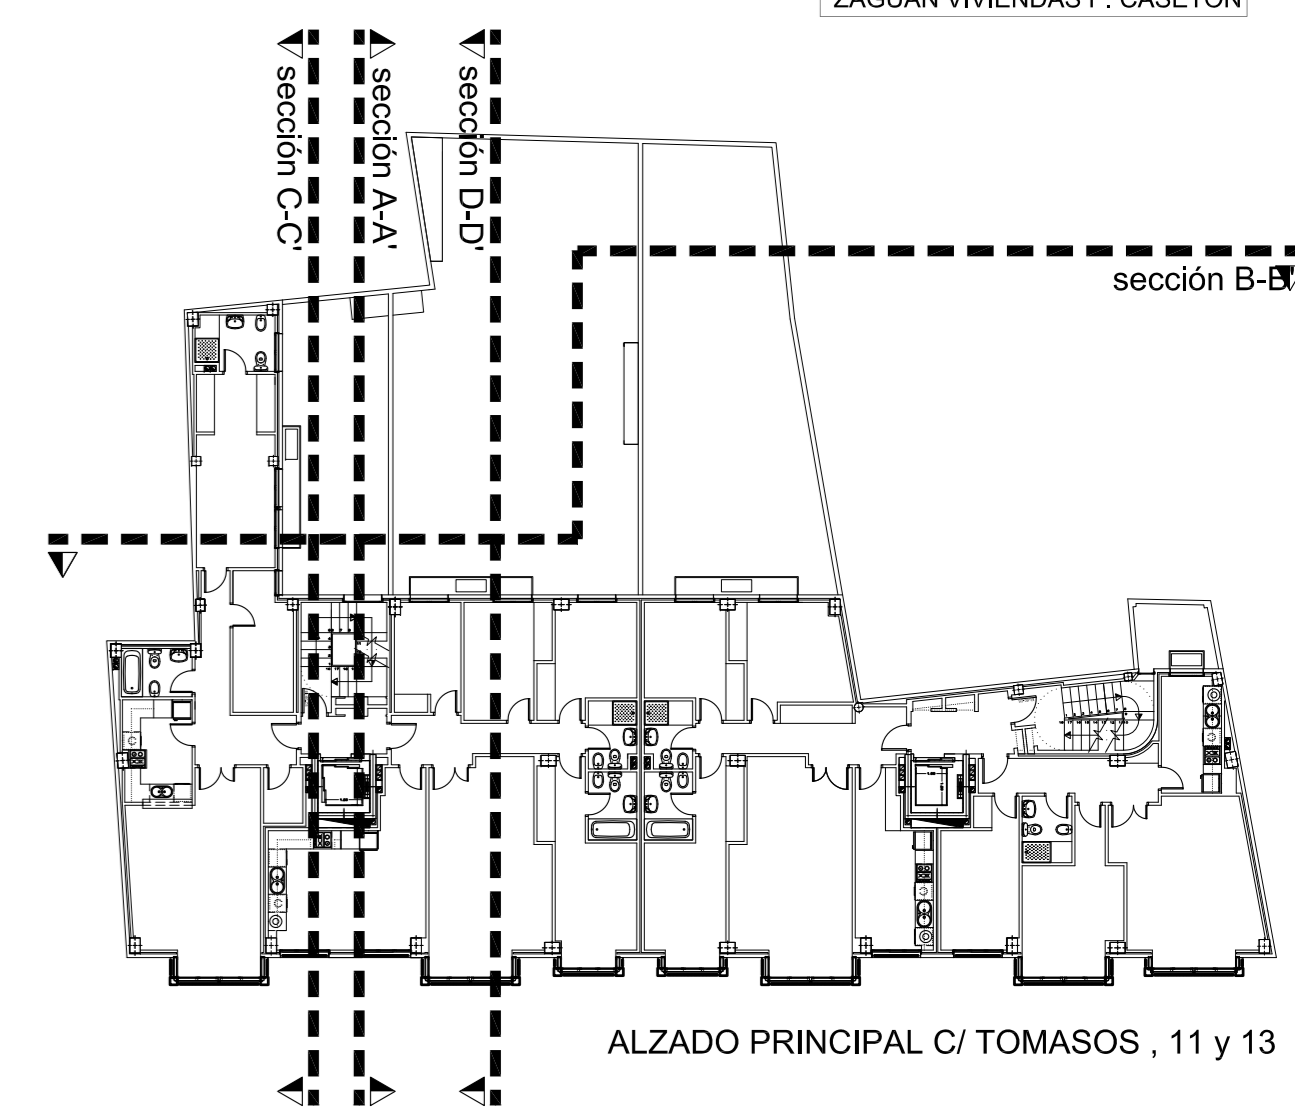 ZAGUAN VIVIENDAS Y . CASETON
sección C-C'
sección A-A'
sección D-D'
sección B-B'
ALZADO PRINCIPAL C/ TOMASOS , 11 y 13